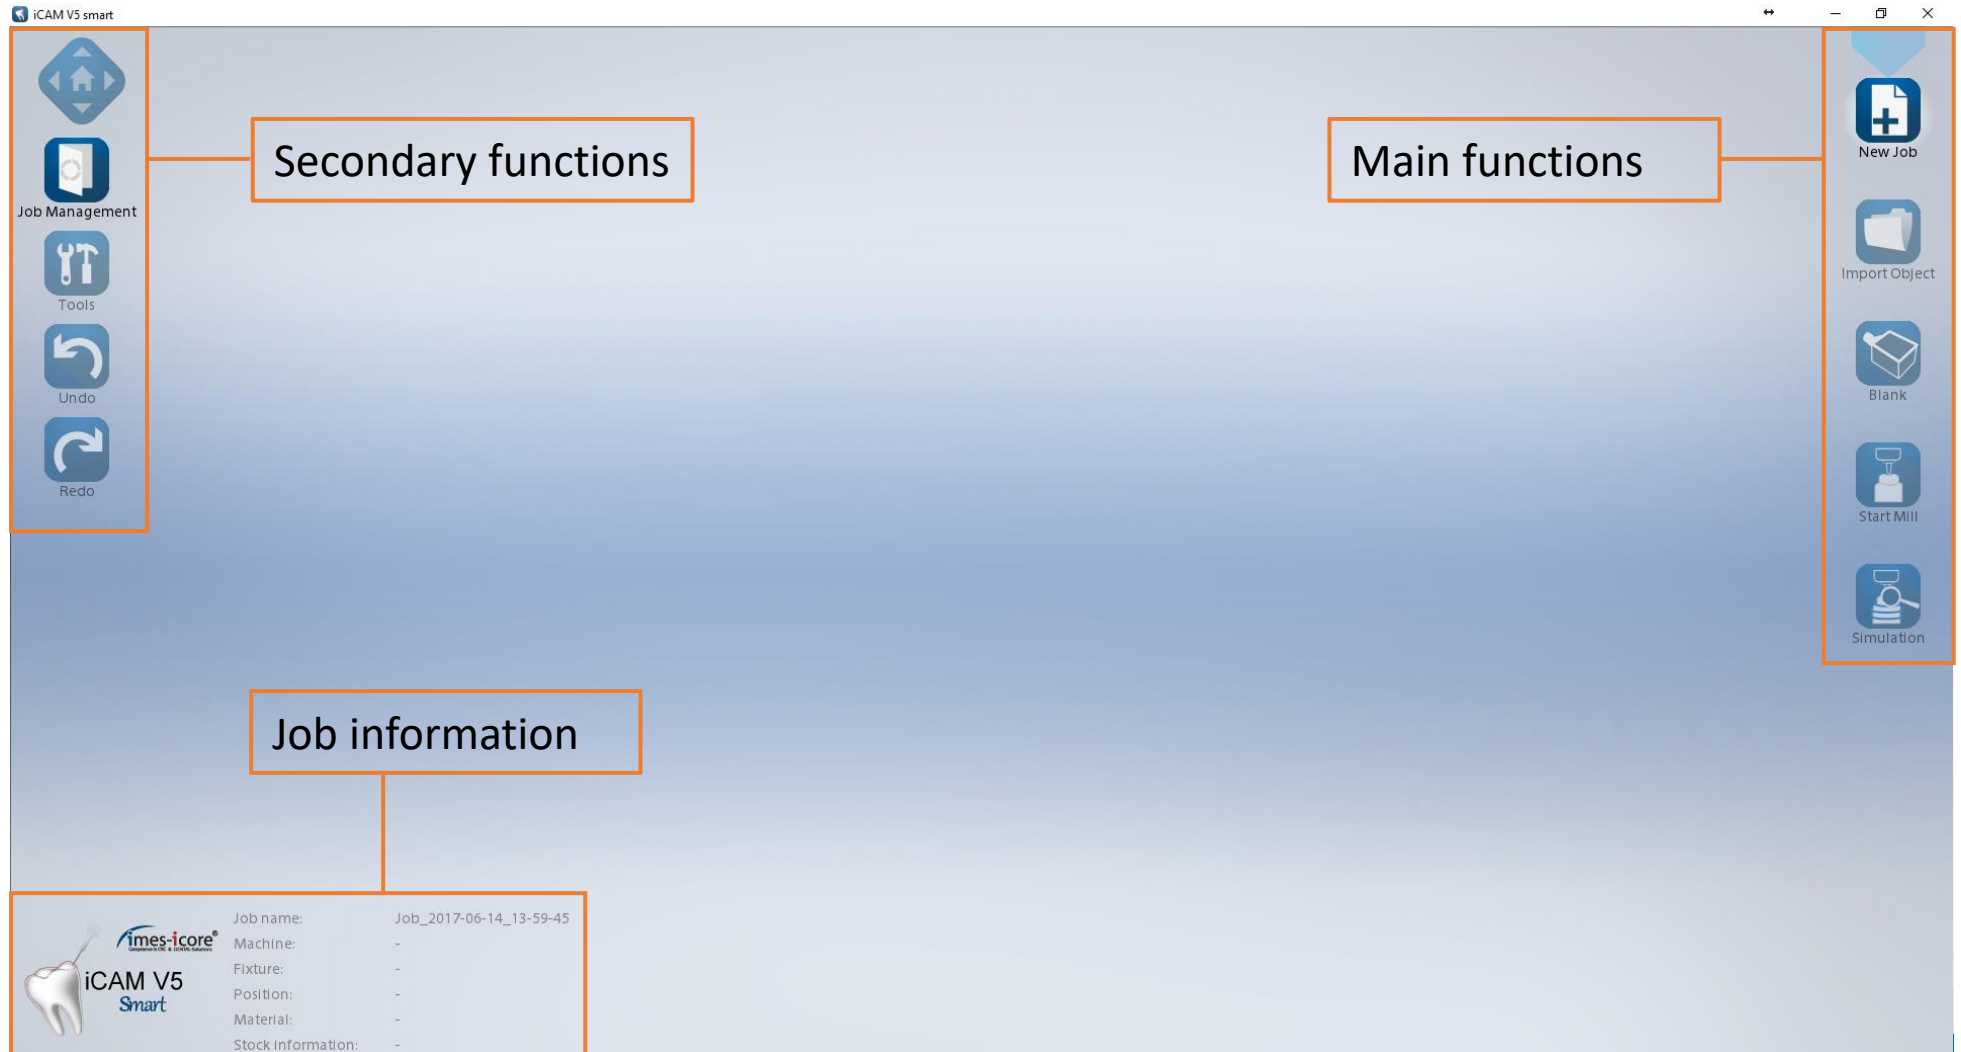 iCAM V5 smart
Secondary functions
Main functions
New Job
Job Management
Import Object
Tools
Blank
Undo
Redo
Start Mill
Simulation
Job information
Job name: Job_2017-06-14_13-59-45
imes-icore®
Machine: -
Fixture: -
iCAM V5
Position: -
Smart
Material: -
Stock information: -